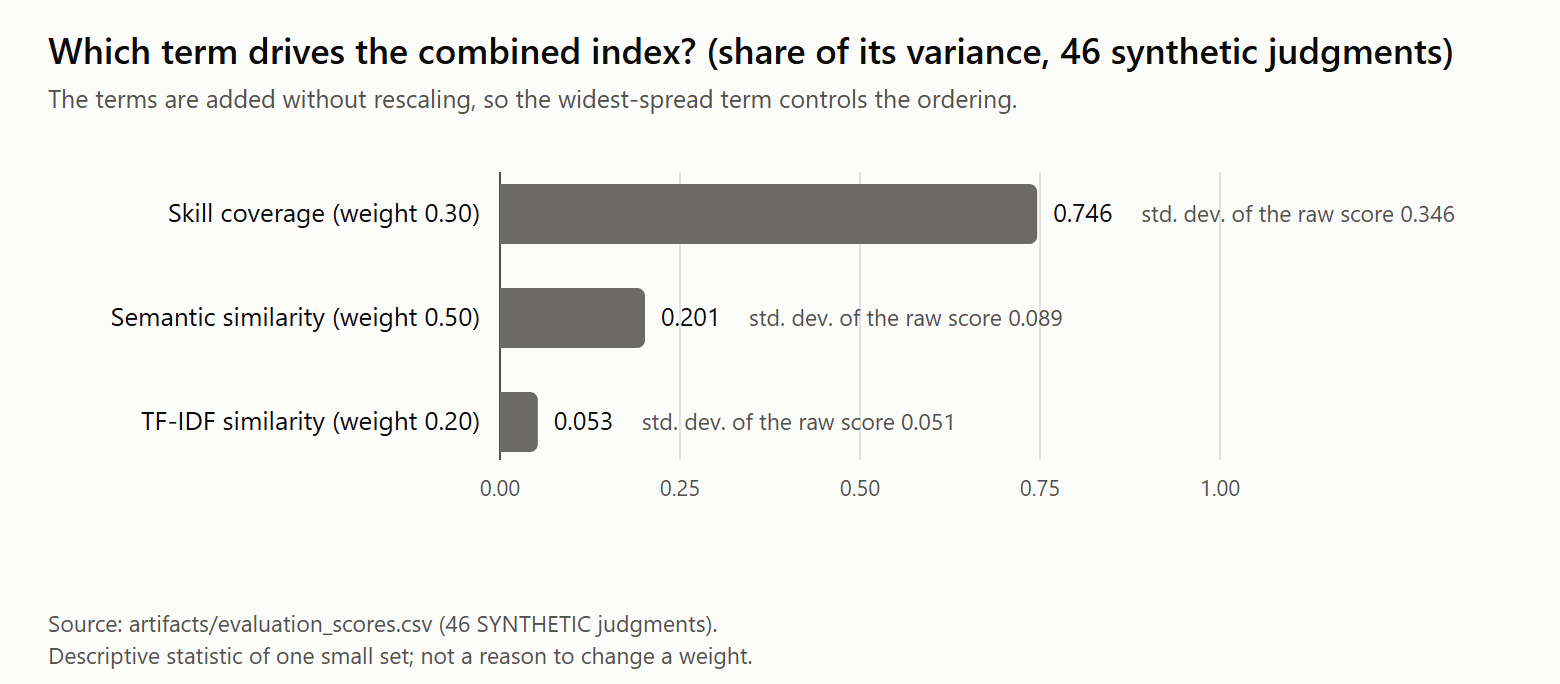 Which term drives the combined index? (share of its variance, 46 synthetic judgments)
The terms are added without rescaling, so the widest-spread term controls the ordering.
Skill coverage (weight 0.30) 0.746 std. dev. of the raw score 0.346
Semantic similarity (weight 0.50) 0.201 std. dev. of the raw score 0.089
TF-IDF similarity (weight 0.20) 0.053 std. dev. of the raw score 0.051
0.00 0.25 0.50 0.75 1.00
Source: artifacts/evaluation_scores.csv (46 SYNTHETIC judgments).
Descriptive statistic of one small set; not a reason to change a weight.